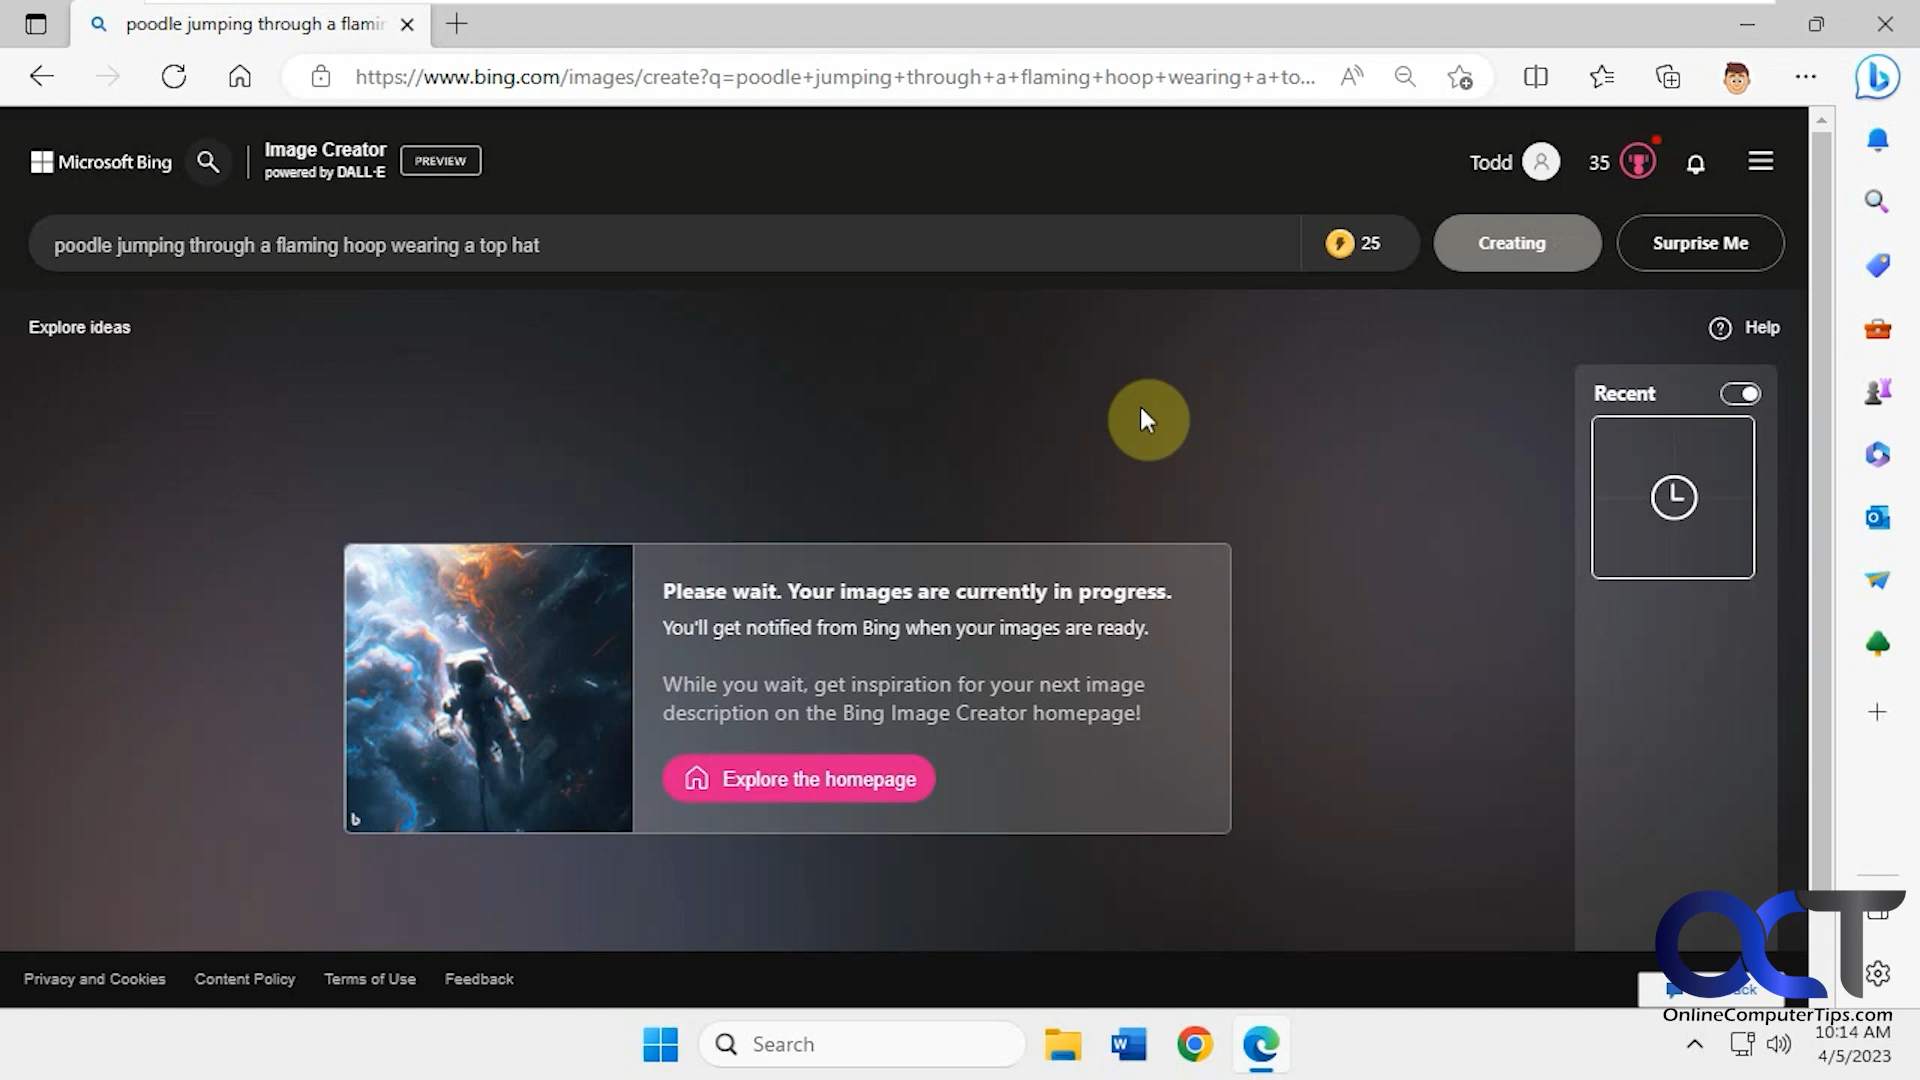 poodle jumping through a flamin
https://www.bing.com/images/create?q=poodle+jumping+through+a+flaming+hoop+wearing+a+to...
Microsoft Bing
Image Creator
powered by DALL·E
PREVIEW
Todd
35
poodle jumping through a flaming hoop wearing a top hat
25
Creating
Surprise Me
Explore ideas
Help
Recent
Please wait. Your images are currently in progress.
You'll get notified from Bing when your images are ready.
While you wait, get inspiration for your next image
description on the Bing Image Creator homepage!
Explore the homepage
Privacy and Cookies
Content Policy
Terms of Use
Feedback
OCT
OnlineComputerTips.com
Search
10:14 AM
4/5/2023